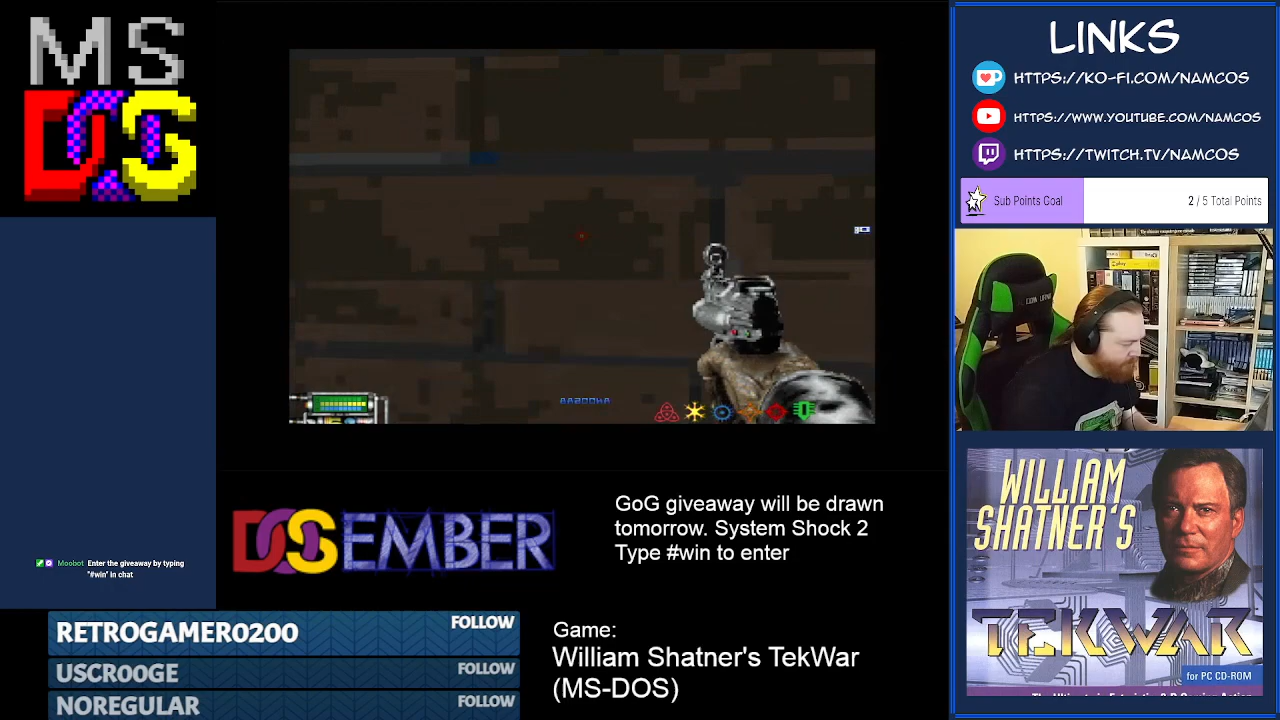 MS
DOS
BAZOOKA
Moobot Enter the giveaway by typing
"#win" in chat
DOSEMBER
GoG giveaway will be drawn
tomorrow. System Shock 2
Type #win to enter
RETROGAMER0200 FOLLOW
USCR00GE FOLLOW
NOREGULAR FOLLOW
Game:
William Shatner's TekWar
(MS-DOS)
LINKS
HTTPS://KO-FI.COM/NAMCOS
HTTPS://WWW.YOUTUBE.COM/NAMCOS
HTTPS://TWITCH.TV/NAMCOS
Sub Points Goal 2 / 5 Total Points
WILLIAM
SHATNER'S
TEKWAR
for PC CD-ROM